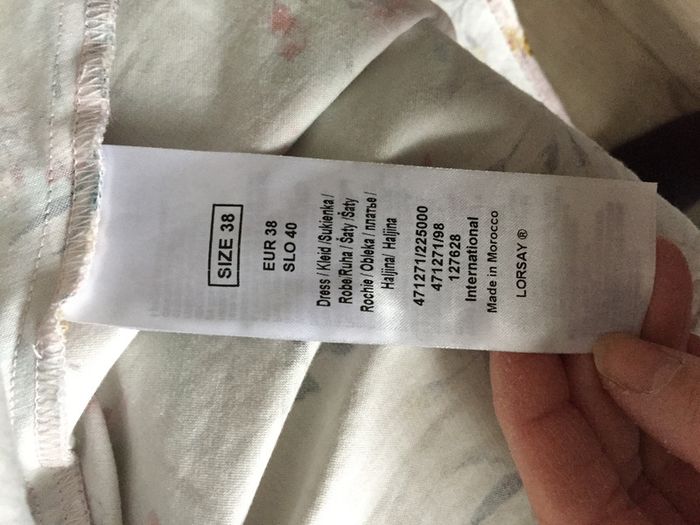 SIZE 38
EUR 38
SLO 40
Dress / Kleid /Sukienka /
Robe/Ruha / Šaty /Šaty
Rochie / Obleka / платье /
Haljina/ Haljina
471271/225000
471271/98
127628
International
Made in Morocco
LORSAY ®